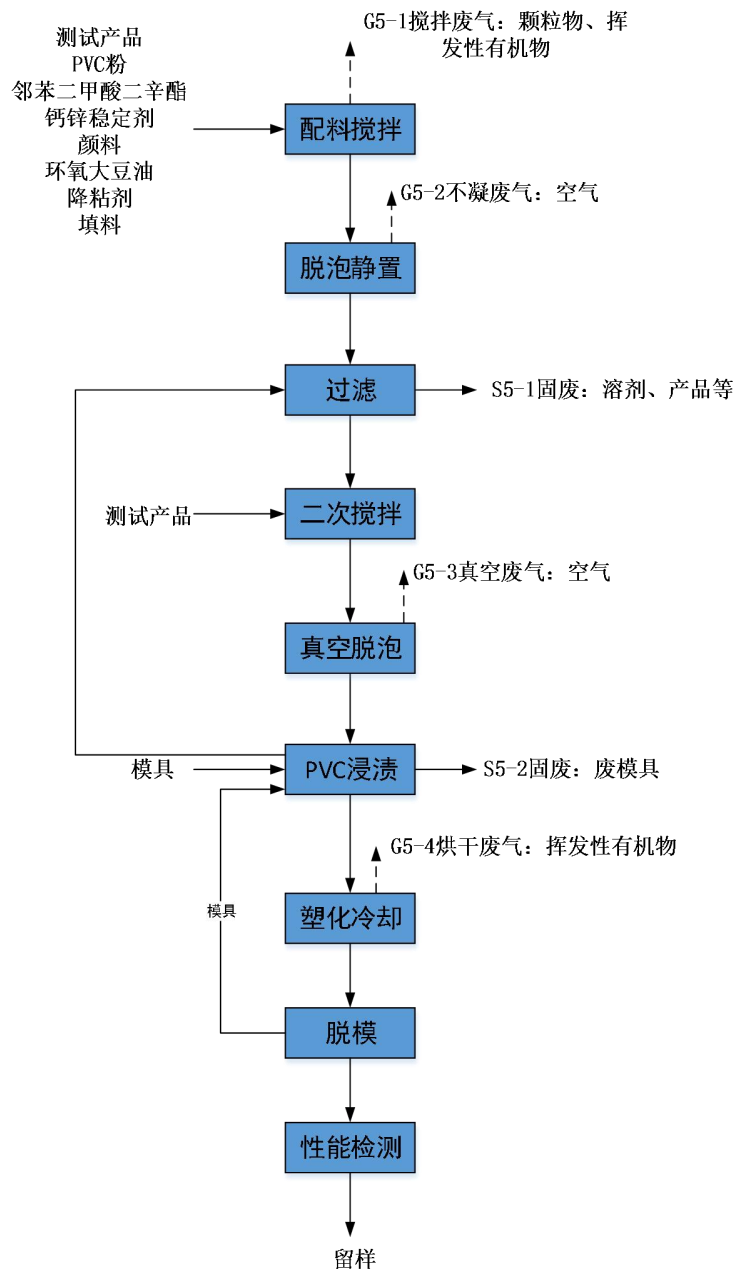 测试产品
PVC粉
邻苯二甲酸二辛酯
钙锌稳定剂
颜料
环氧大豆油
降粘剂
填料
G5-1搅拌废气：颗粒物、挥
发性有机物
配料搅拌
G5-2不凝废气：空气
脱泡静置
过滤
S5-1固废：溶剂、产品等
测试产品
二次搅拌
G5-3真空废气：空气
真空脱泡
模具
PVC浸渍
S5-2固废：废模具
G5-4烘干废气：挥发性有机物
塑化冷却
模具
脱模
性能检测
留样